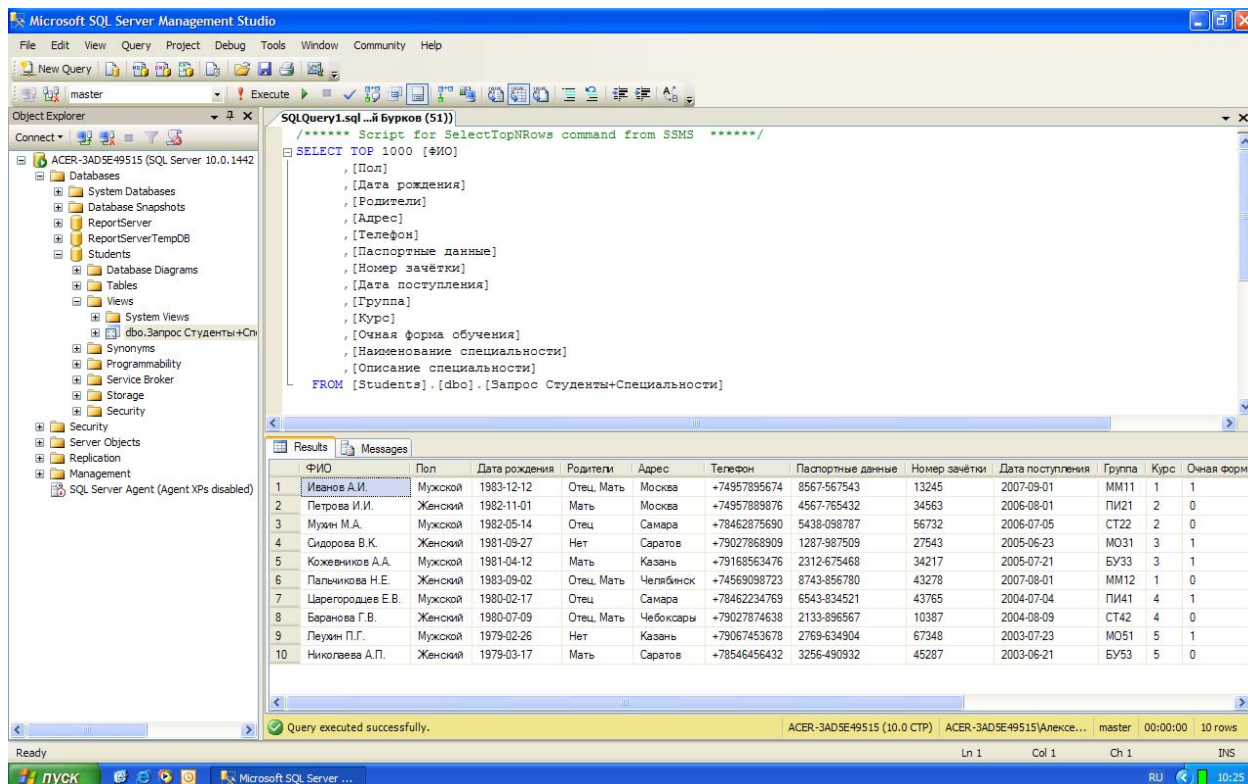 Microsoft SQL Server Management Studio
File Edit View Query Project Debug Tools Window Community Help
New Query
master Execute
Object Explorer
Connect
ACER-3AD5E49515 (SQL Server 10.0.1442
Databases
System Databases
Database Snapshots
ReportServer
ReportServerTempDB
Students
Database Diagrams
Tables
Views
System Views
dbo.Запрос Студенты+Спе
Synonyms
Programmability
Service Broker
Storage
Security
Security
Server Objects
Replication
Management
SQL Server Agent (Agent XPs disabled)
SQLQuery1.sql ...й Бурков (51))
/****** Script for SelectTopNRows command from SSMS ******/
SELECT TOP 1000 [ФИО]
,[Пол]
,[Дата рождения]
,[Родители]
,[Адрес]
,[Телефон]
,[Паспортные данные]
,[Номер зачётки]
,[Дата поступления]
,[Группа]
,[Курс]
,[Очная форма обучения]
,[Наименование специальности]
,[Описание специальности]
FROM [Students].[dbo].[Запрос Студенты+Специальности]
Results Messages
ФИО Пол Дата рождения Родители Адрес Телефон Паспортные данные Номер зачётки Дата поступления Группа Курс Очная форм
1 Иванов А.И. Мужской 1983-12-12 Отец, Мать Москва +74957895674 8567-567543 13245 2007-09-01 ММ11 1 1
2 Петрова И.И. Женский 1982-11-01 Мать Москва +74957889876 4567-765432 34563 2006-08-01 ПИ21 2 0
3 Мухин М.А. Мужской 1982-05-14 Отец Самара +78462875690 5438-098787 56732 2006-07-05 СТ22 2 0
4 Сидорова В.К. Женский 1981-09-27 Нет Саратов +79027868909 1287-987509 27543 2005-06-23 МО31 3 1
5 Кожевников А.А. Мужской 1981-04-12 Мать Казань +79168563476 2312-675468 34217 2005-07-21 БУ33 3 1
6 Пальчикова Н.Е. Женский 1983-09-02 Отец, Мать Челябинск +74569098723 8743-856780 43278 2007-08-01 ММ12 1 0
7 Царегородцев Е.В. Мужской 1980-02-17 Отец Самара +78462234769 6543-834521 43765 2004-07-04 ПИ41 4 1
8 Баранова Г.В. Женский 1980-07-09 Отец, Мать Чебоксары +79027874638 2133-896567 10387 2004-08-09 СТ42 4 0
9 Леухин П.Г. Мужской 1979-02-26 Нет Казань +79067453678 2769-634904 67348 2003-07-23 МО51 5 1
10 Николаева А.П. Женский 1979-03-17 Мать Саратов +78546456432 3256-490932 45287 2003-06-21 БУ53 5 0
Query executed successfully. ACER-3AD5E49515 (10.0 CTP) ACER-3AD5E49515\Алексе... master 00:00:00 10 rows
Ready Ln 1 Col 1 Ch 1 INS
пуск Microsoft SQL Server ... RU 10:25